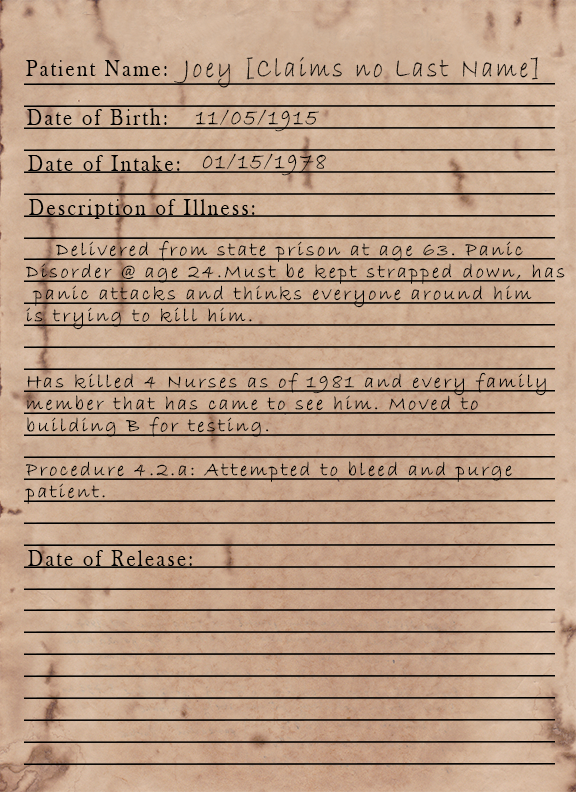 Patient Name: Joey [Claims no Last Name]
Date of Birth: 11/05/1915
Date of Intake: 01/15/1978
Description of Illness:
Delivered from state prison at age 63. Panic
Disorder @ age 24.Must be kept strapped down, has
panic attacks and thinks everyone around him
is trying to kill him.
Has killed 4 Nurses as of 1981 and every family
member that has came to see him. Moved to
building B for testing.
Procedure 4.2.a: Attempted to bleed and purge
patient.
Date of Release: